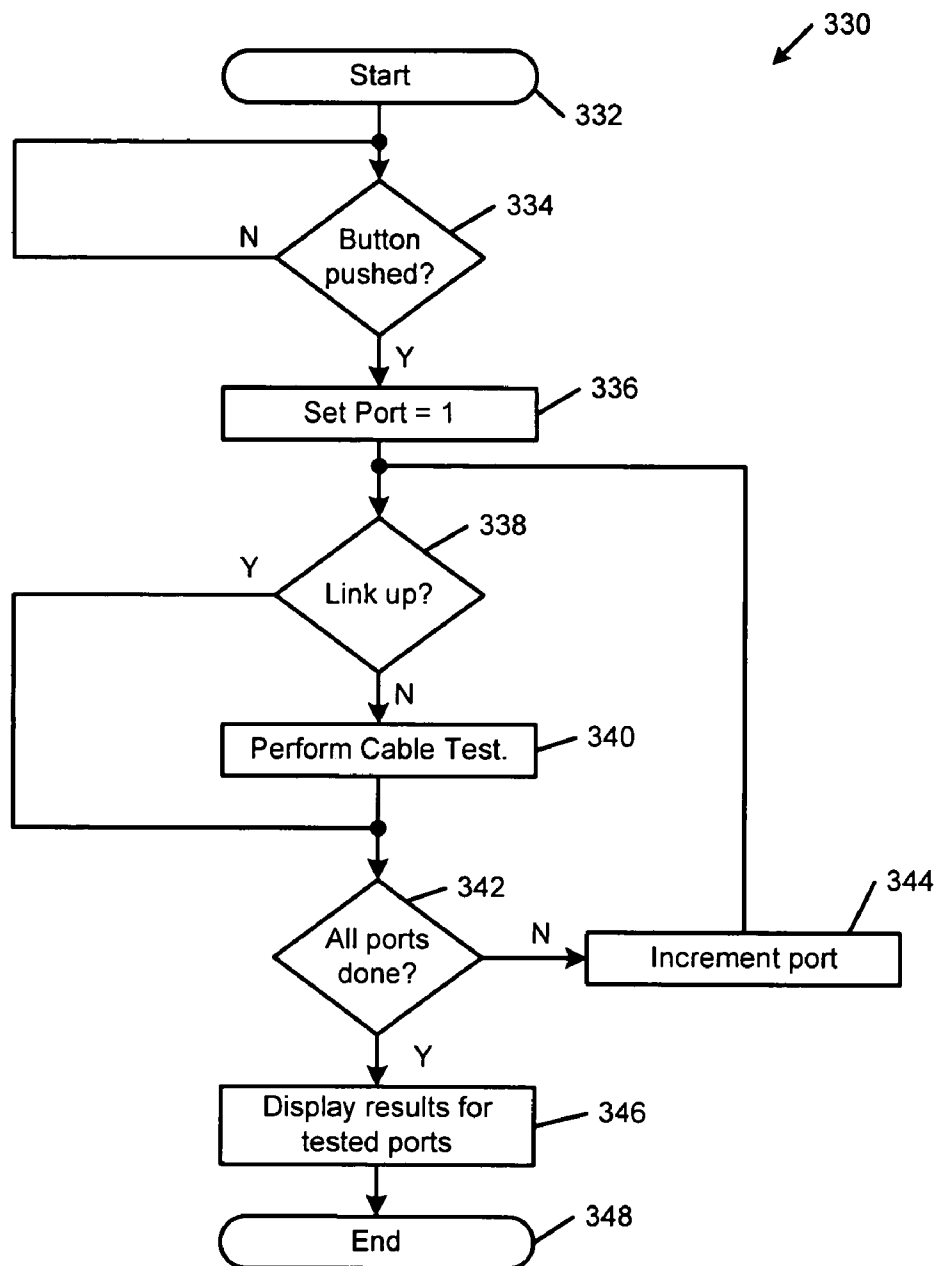 330
Start
332
334
N
Button
pushed?
Y
336
Set Port = 1
338
Y
Link up?
N
Perform Cable Test.
340
342
344
All ports
done?
N
Increment port
Y
Display results for
tested ports
346
End
348